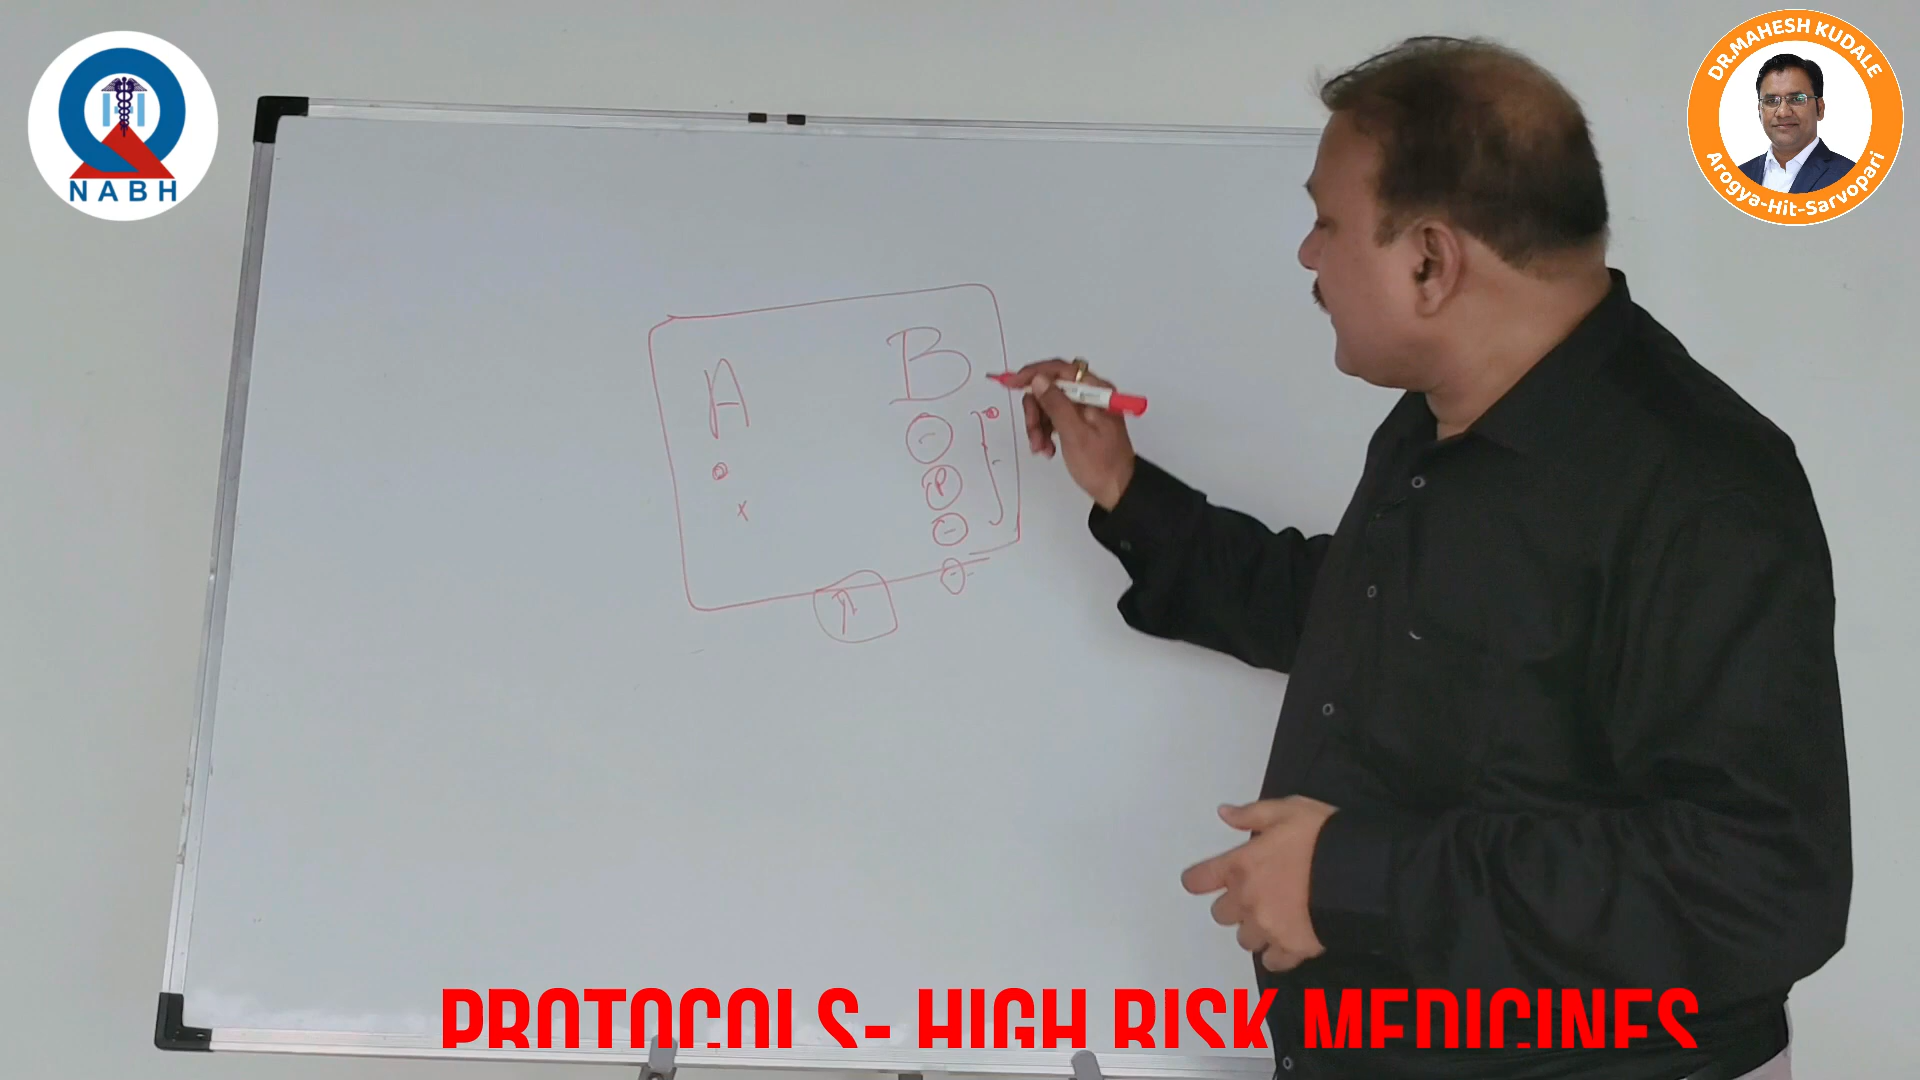 NABH
DR.MAHESH KUDALE
Arogya-Hit-Sarvopari
A
B
P
PROTOCOLS- HIGH RISK MEDICINES